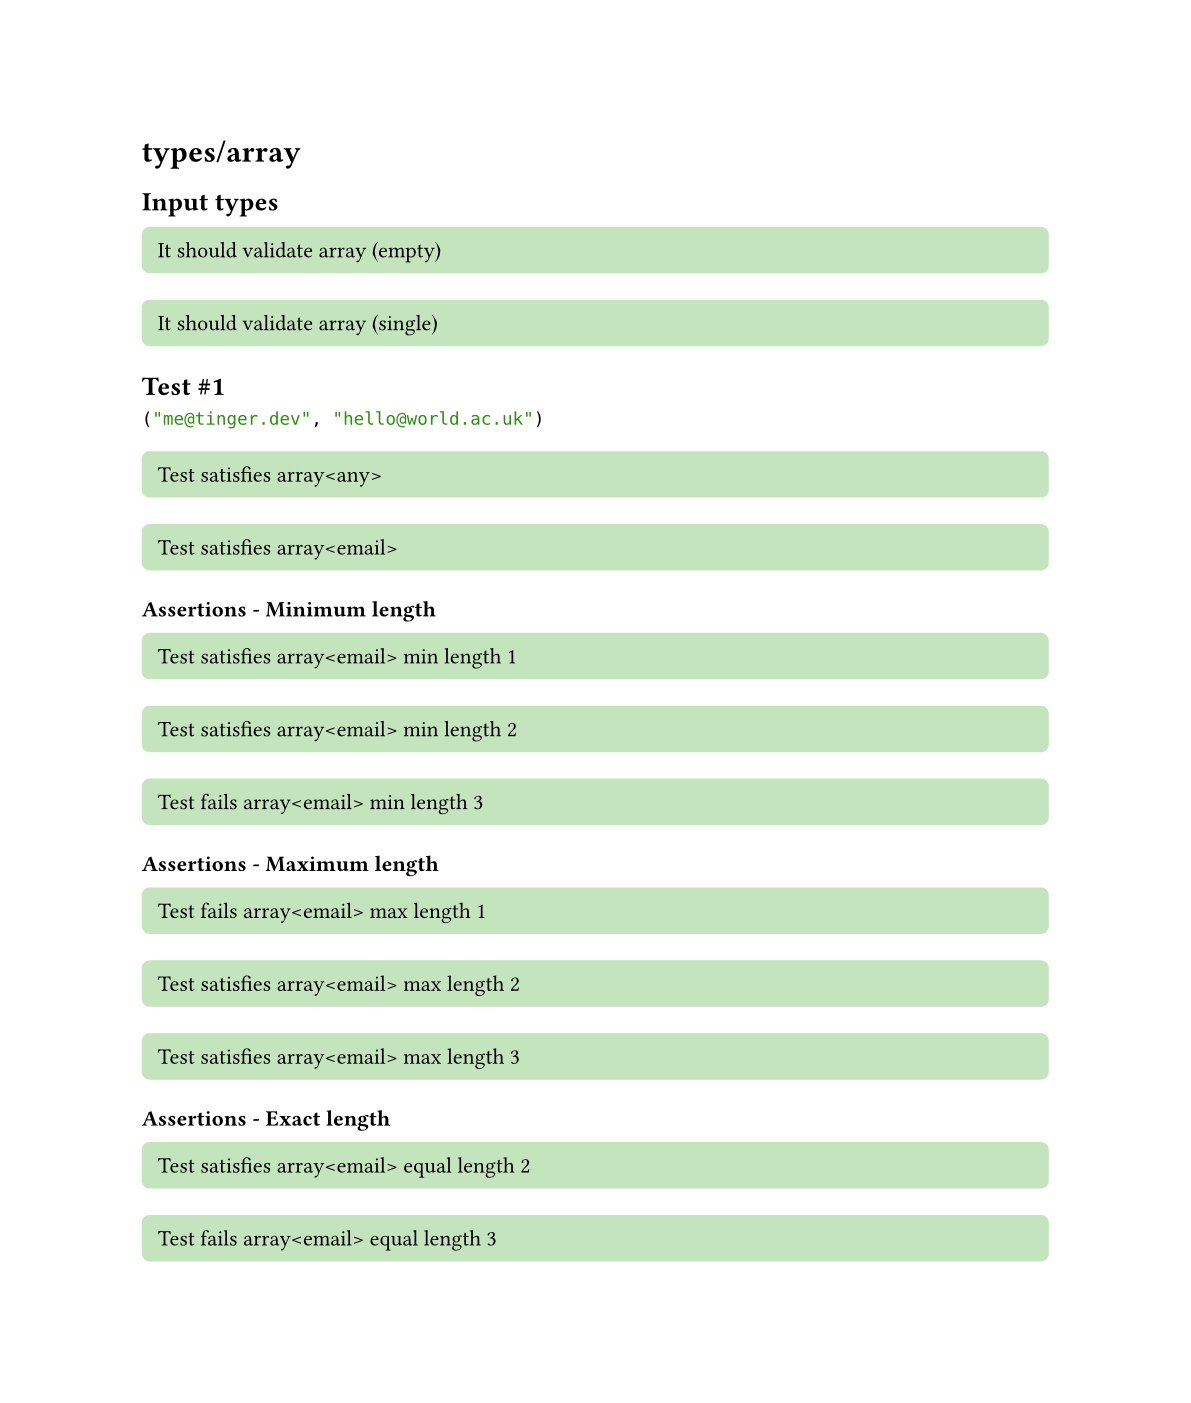 types/array
Input types
It should validate array (empty)
It should validate array (single)
Test #1
("me@tinger.dev", "hello@world.ac.uk")
Test satisfies array<any>
Test satisfies array<email>
Assertions - Minimum length
Test satisfies array<email> min length 1
Test satisfies array<email> min length 2
Test fails array<email> min length 3
Assertions - Maximum length
Test fails array<email> max length 1
Test satisfies array<email> max length 2
Test satisfies array<email> max length 3
Assertions - Exact length
Test satisfies array<email> equal length 2
Test fails array<email> equal length 3